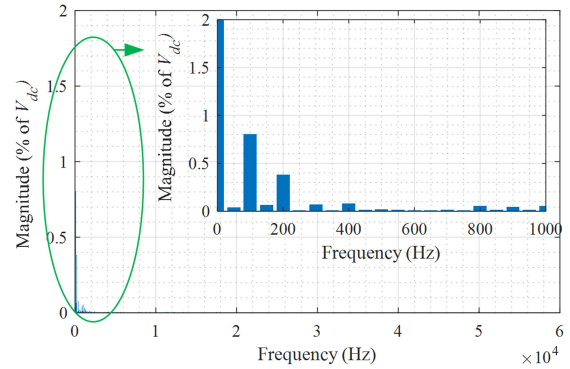 2
1.5
1
0.5
0
Magnitude (% of V_dc)
0 1 2 3 4 5 6
Frequency (Hz)
×10^4
2
1.5
1
0.5
0
Magnitude (% of V_dc)
0 200 400 600 800 1000
Frequency (Hz)